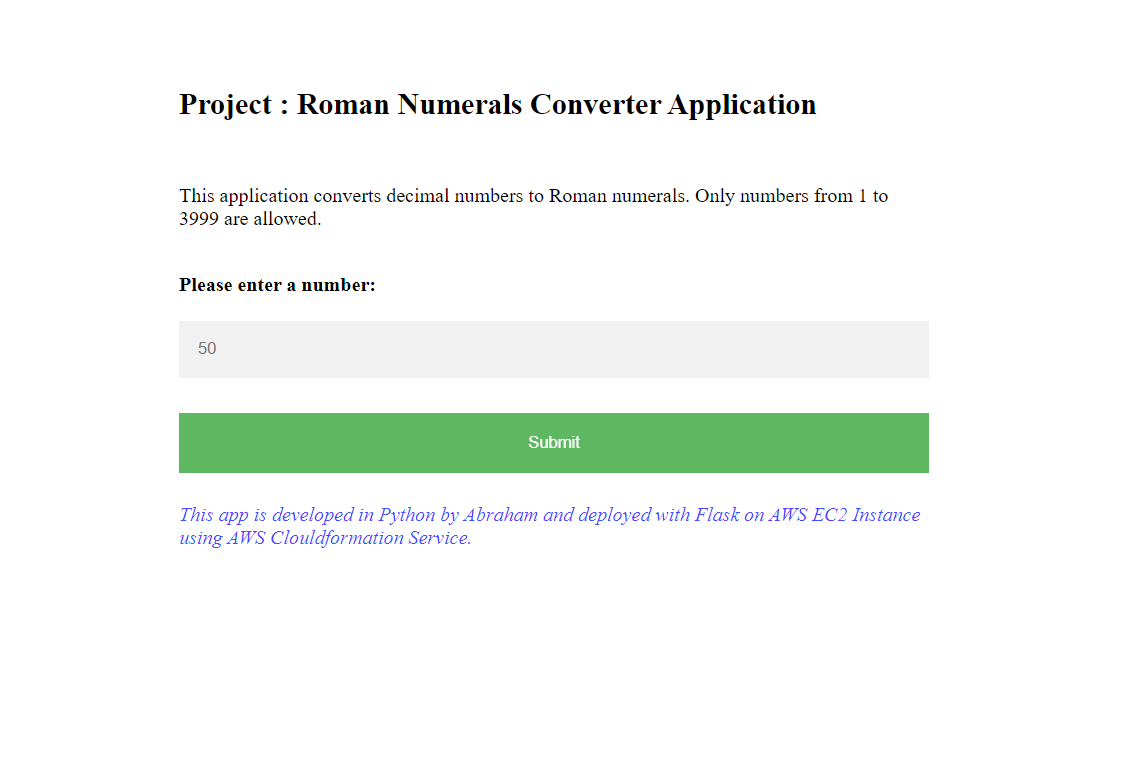 Project : Roman Numerals Converter Application
This application converts decimal numbers to Roman numerals. Only numbers from 1 to
3999 are allowed.
Please enter a number:
50
Submit
This app is developed in Python by Abraham and deployed with Flask on AWS EC2 Instance
using AWS Clouldformation Service.